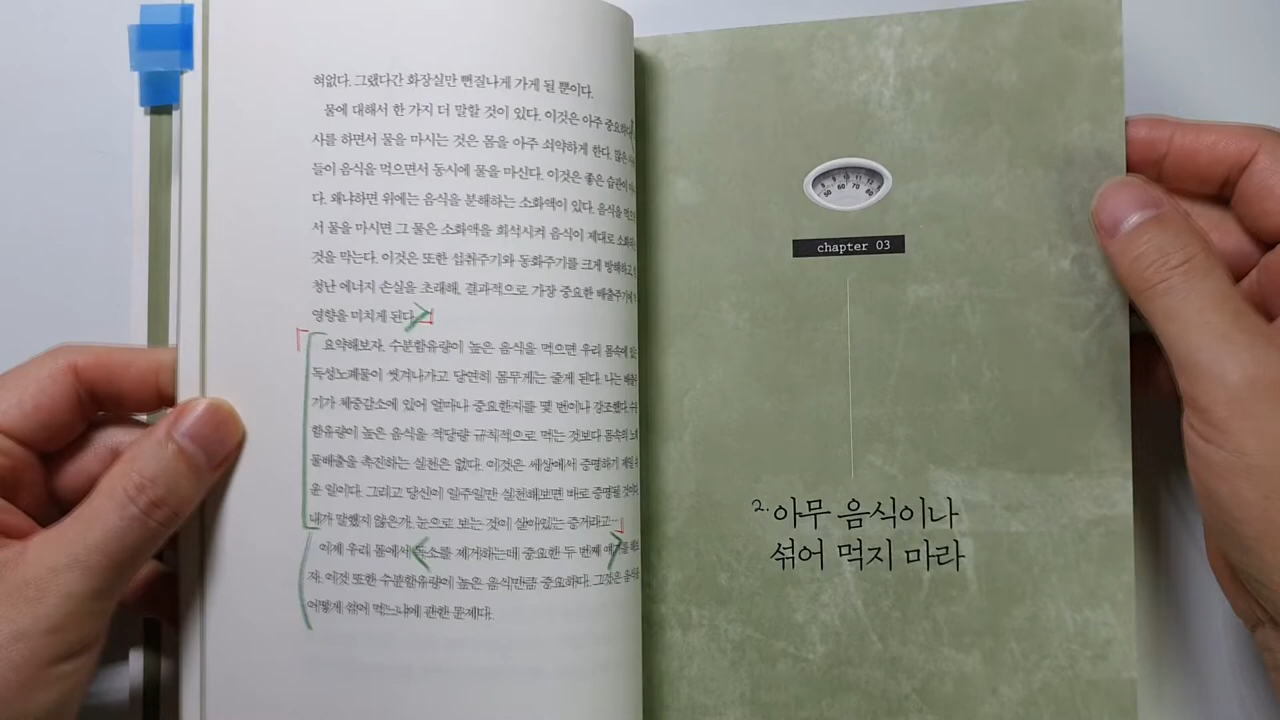 혀없다. 그랬다간 화장실만 뻔질나게 가게 될 뿐이다.
물에 대해서 한 가지 더 말할 것이 있다. 이것은 아주 중요하다
사를 하면서 물을 마시는 것은 몸을 아주 쇠약하게 한다. 많은
들이 음식을 먹으면서 동시에 물을 마신다. 이것은 좋은 습관이
다. 왜냐하면 위에는 음식을 분해하는 소화액이 있다. 음식을
서 물을 마시면 그 물은 소화액을 희석시켜 음식이 제대로
것을 막는다. 이것은 또한 섭취주기와 동화주기를 크게 방해하고
청난 에너지 손실을 초래해, 결과적으로 가장 중요한 배출주기에
영향을 미치게 된다.
요약해보자. 수분함유량이 높은 음식을 먹으면 우리 몸속에
독성노폐물이 씻겨나가고 당연히 몸무게는 줄게 된다. 나는
기가 체중감소에 있어 얼마나 중요한지를 몇 번이나 강조했다.
함유량이 높은 음식을 적당량 규칙적으로 먹는 것보다 몸속의
물배출을 촉진하는 실천은 없다. 이것은 세상에서 증명하기 제일
운 일이다. 그리고 당신이 일주일만 실천해보면 바로 증명될
내가 말했지 않은가. 눈으로 보는 것이 살아있는 증거라고…
이제 우리 몸에서 독소를 제거하는데 중요한 두 번째
자. 이것 또한 수분함유량이 높은 음식만큼 중요하다. 그것은
어떻게 섞어 먹느냐에 관한 문제다.
8 9 10 11 12
50 60 70 80
chapter 03
2. 아무 음식이나
섞어 먹지 마라